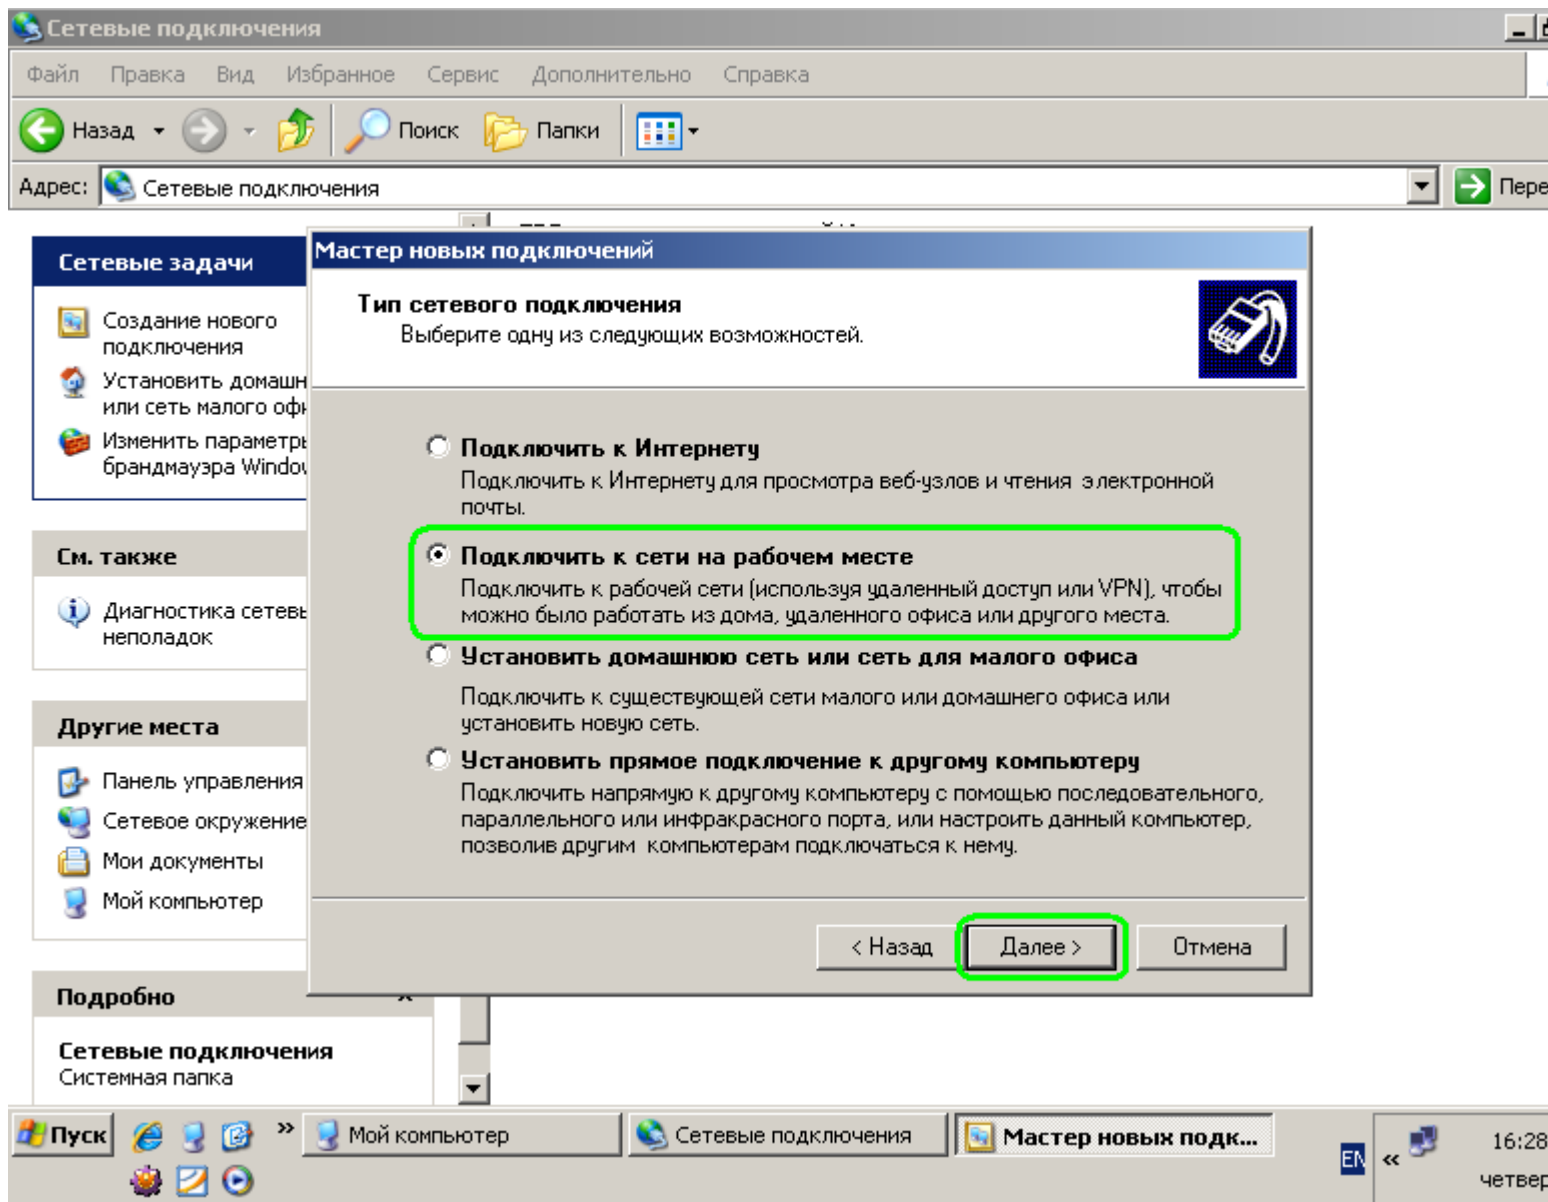 Сетевые подключения
Файл Правка Вид Избранное Сервис Дополнительно Справка
Назад Поиск Папки
Адрес: Сетевые подключения
Сетевые задачи
Создание нового
подключения
Установить домашн
или сеть малого офи
Изменить параметры
брандмауэра Window
См. также
Диагностика сетевы
неполадок
Другие места
Панель управления
Сетевое окружение
Мои документы
Мой компьютер
Подробно
Сетевые подключения
Системная папка
Мастер новых подключений
Тип сетевого подключения
Выберите одну из следующих возможностей.
Подключить к Интернету
Подключить к Интернету для просмотра веб-узлов и чтения электронной
почты.
Подключить к сети на рабочем месте
Подключить к рабочей сети (используя удаленный доступ или VPN), чтобы
можно было работать из дома, удаленного офиса или другого места.
Установить домашнюю сеть или сеть для малого офиса
Подключить к существующей сети малого или домашнего офиса или
установить новую сеть.
Установить прямое подключение к другому компьютеру
Подключить напрямую к другому компьютеру с помощью последовательного,
параллельного или инфракрасного порта, или настроить данный компьютер,
позволив другим компьютерам подключаться к нему.
< Назад Далее > Отмена
Пуск » Мой компьютер Сетевые подключения Мастер новых подк... EN « 16:28
четвер